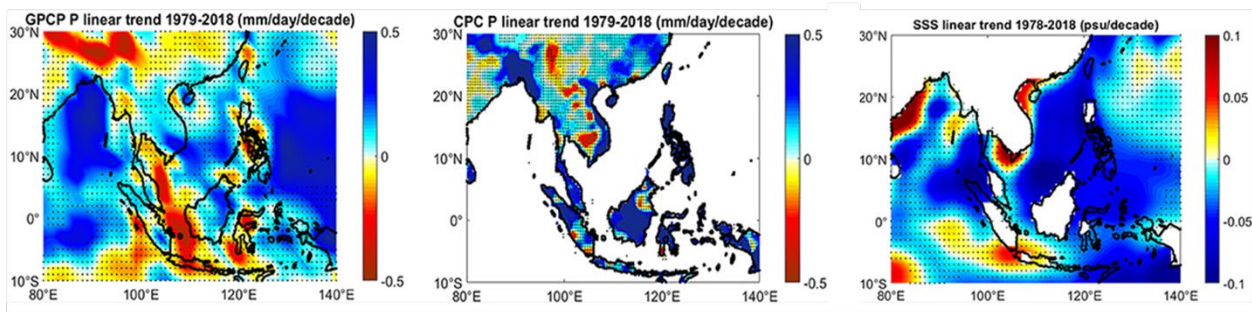 GPCP P linear trend 1979-2018 (mm/day/decade)
30°N
20°N
10°N
0°
10°S
80°E
100°E
120°E
140°E
0.5
0
-0.5
CPC P linear trend 1979-2018 (mm/day/decade)
30°N
20°N
10°N
0°
10°S
80°E
100°E
120°E
140°E
0.5
0
-0.5
SSS linear trend 1978-2018 (psu/decade)
30°N
20°N
10°N
0°
10°S
80°E
100°E
120°E
140°E
0.1
0.05
0
-0.05
-0.1